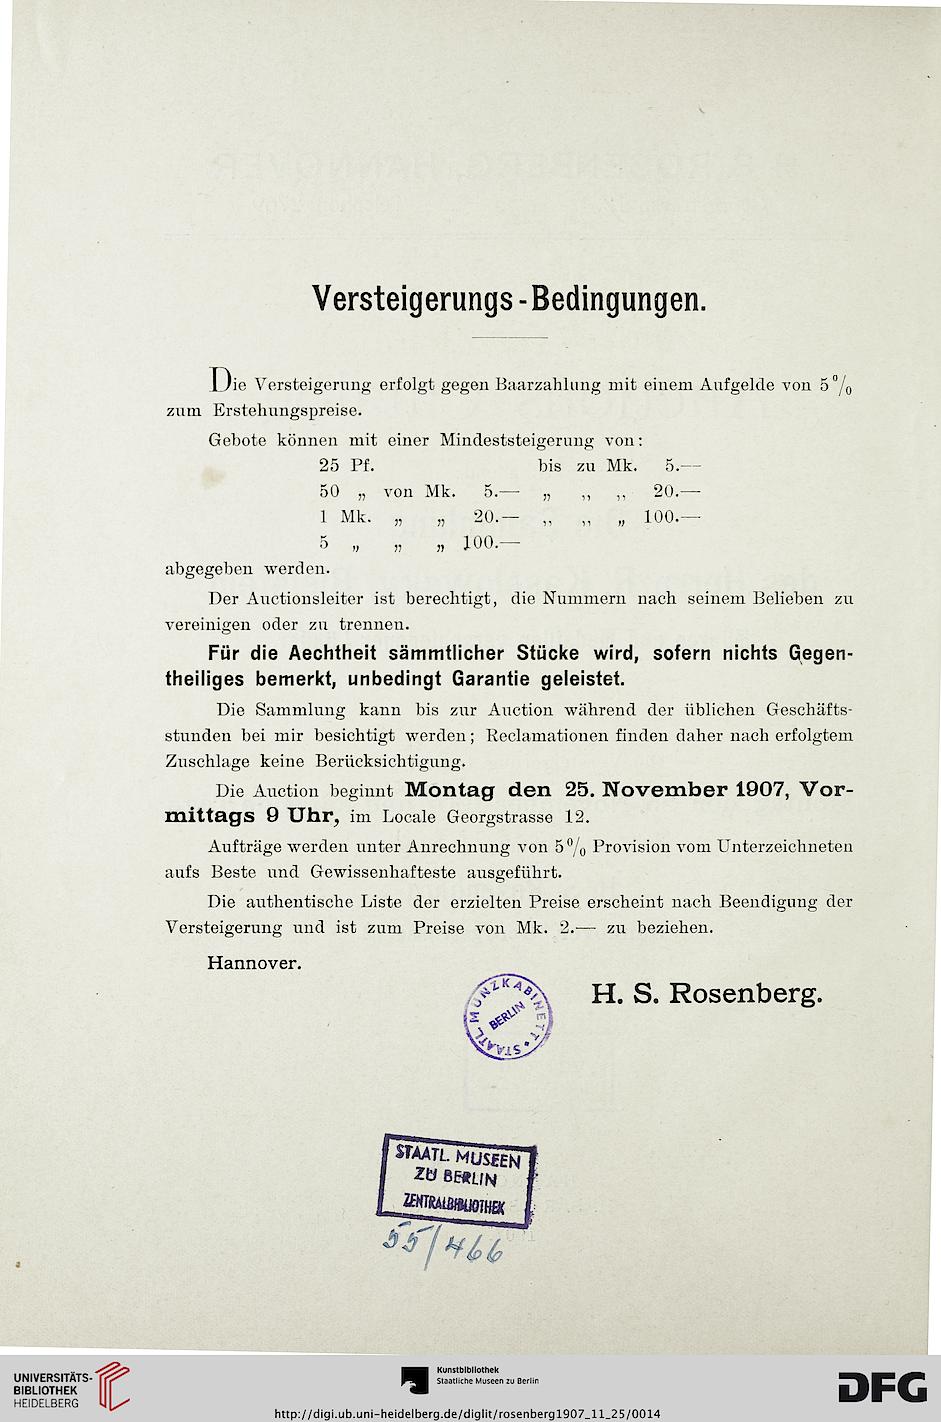 Versteigerungs-Bedingungen.
Die Versteigerung erfolgt gegen Baarzahlung mit einem Aufgelde von 5%
zum Erstehungspreise.
Gebote können mit einer Mindeststeigerung von:
25 Pf. bis zu Mk. 5.—
50 „ von Mk. 5.— „ „ „ 20.—
1 Mk. „ „ 20.— „ „ „ 100.—
5 „ „ „ 100.—
abgegeben werden.
Der Auctionsleiter ist berechtigt, die Nummern nach seinem Belieben zu
vereinigen oder zu trennen.
Für die Aechtheit sämmtlicher Stücke wird, sofern nichts Gegen-
theiliges bemerkt, unbedingt Garantie geleistet.
Die Sammlung kann bis zur Auction während der üblichen Geschäfts-
stunden bei mir besichtigt werden; Reclamationen finden daher nach erfolgtem
Zuschlage keine Berücksichtigung.
Die Auction beginnt Montag den 25. November 1907, Vor-
mittags 9 Uhr, im Locale Georgstrasse 12.
Aufträge werden unter Anrechnung von 5% Provision vom Unterzeichneten
aufs Beste und Gewissenhafteste ausgeführt.
Die authentische Liste der erzielten Preise erscheint nach Beendigung der
Versteigerung und ist zum Preise von Mk. 2.— zu beziehen.
Hannover.
H. S. Rosenberg.
STAATL. MÜNZKABINETT
BERLIN
STAATL. MUSEEN
ZU BERLIN
ZENTRALBIBLIOTHEK
55/466
UNIVERSITÄTS-
BIBLIOTHEK
HEIDELBERG
Kunstbibliothek
Staatliche Museen zu Berlin
DFG
http://digi.ub.uni-heidelberg.de/diglit/rosenberg1907_11_25/0014